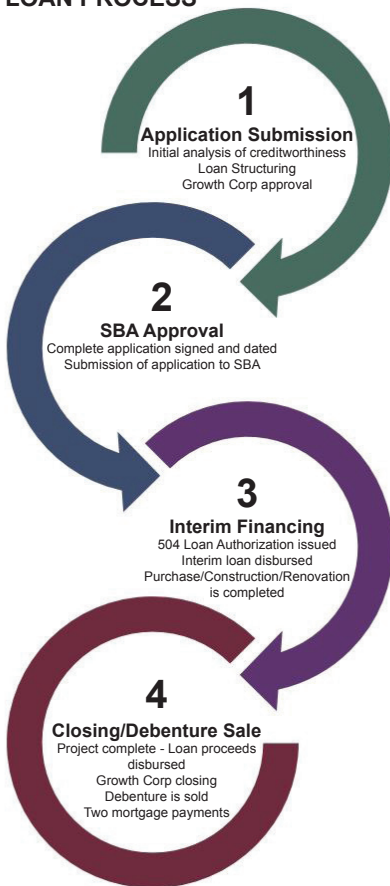 LOAN PROCESS
1
Application Submission
Initial analysis of creditworthiness
Loan Structuring
Growth Corp approval
2
SBA Approval
Complete application signed and dated
Submission of application to SBA
3
Interim Financing
504 Loan Authorization issued
Interim loan disbursed
Purchase/Construction/Renovation
is completed
4
Closing/Debenture Sale
Project complete - Loan proceeds
disbursed
Growth Corp closing
Debenture is sold
Two mortgage payments